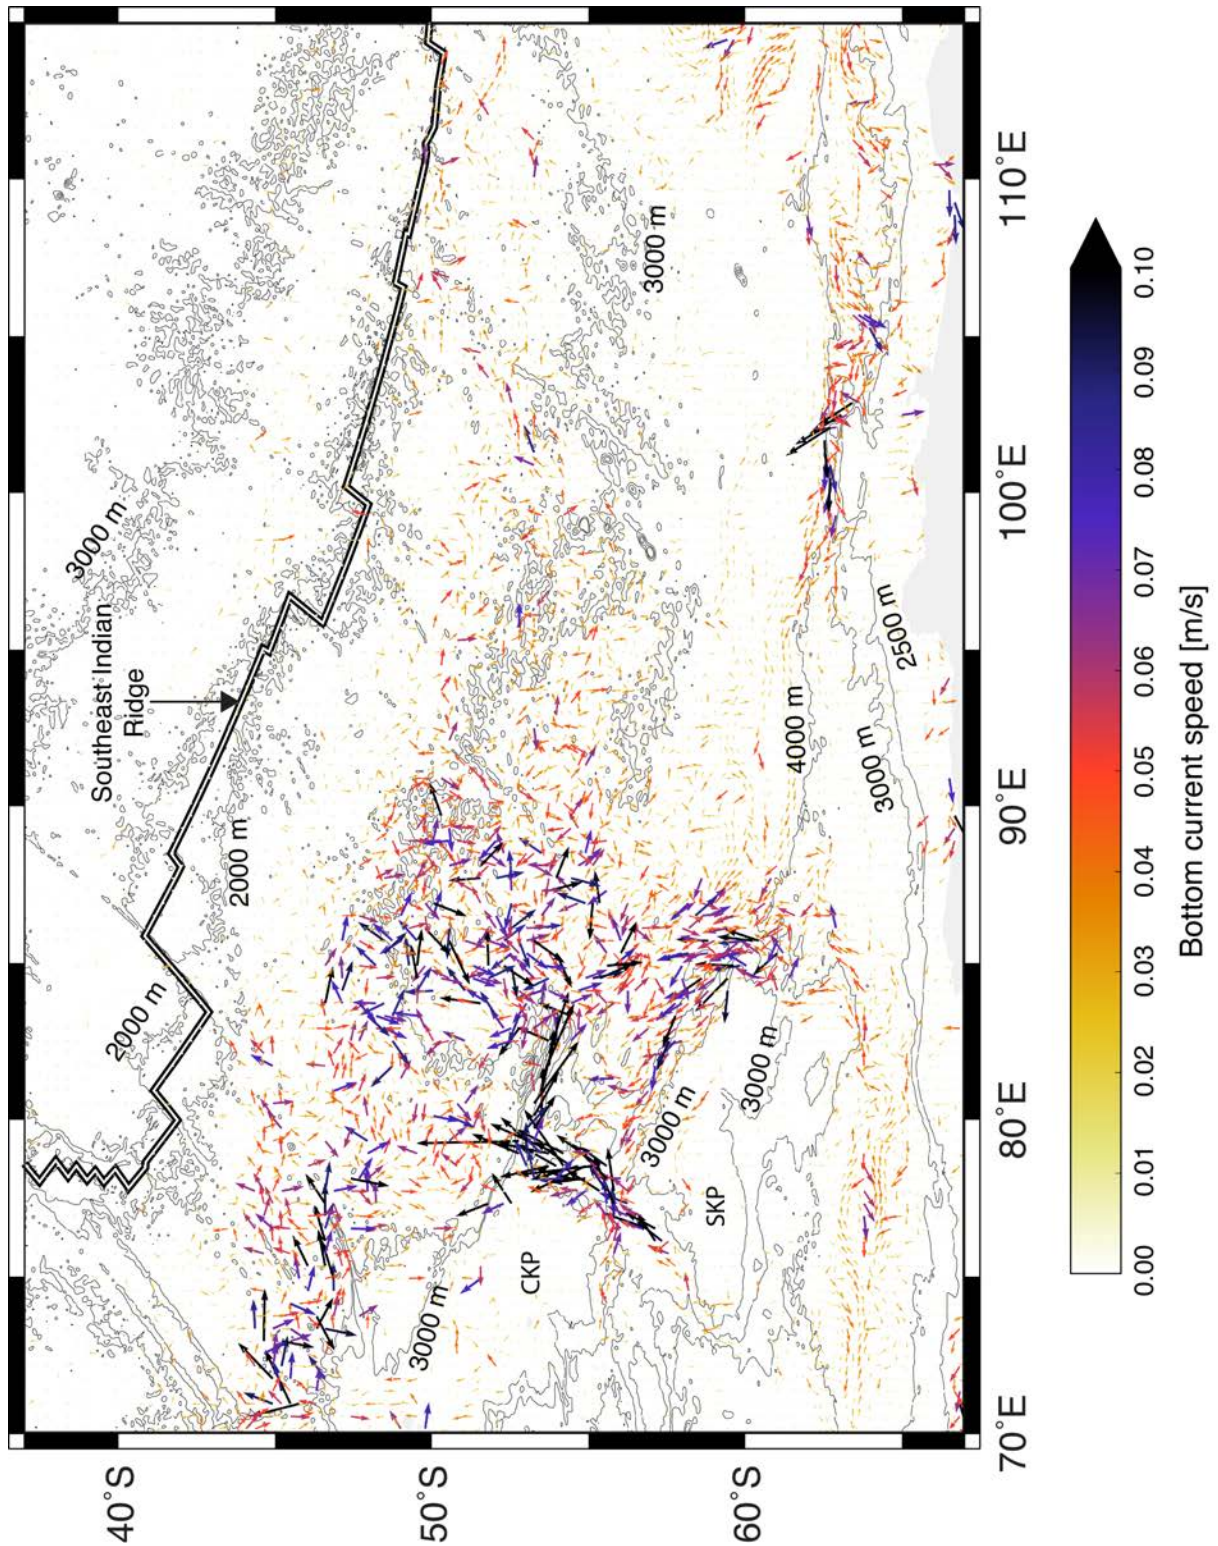 Southeast Indian
Ridge
3000 m
2000 m
2000 m
3000 m
3000 m
CKP
3000 m
SKP
3000 m
4000 m
3000 m
2500 m
40°S
50°S
60°S
70°E
80°E
90°E
100°E
110°E
0.00
0.01
0.02
0.03
0.04
0.05
0.06
0.07
0.08
0.09
0.10
Bottom current speed [m/s]